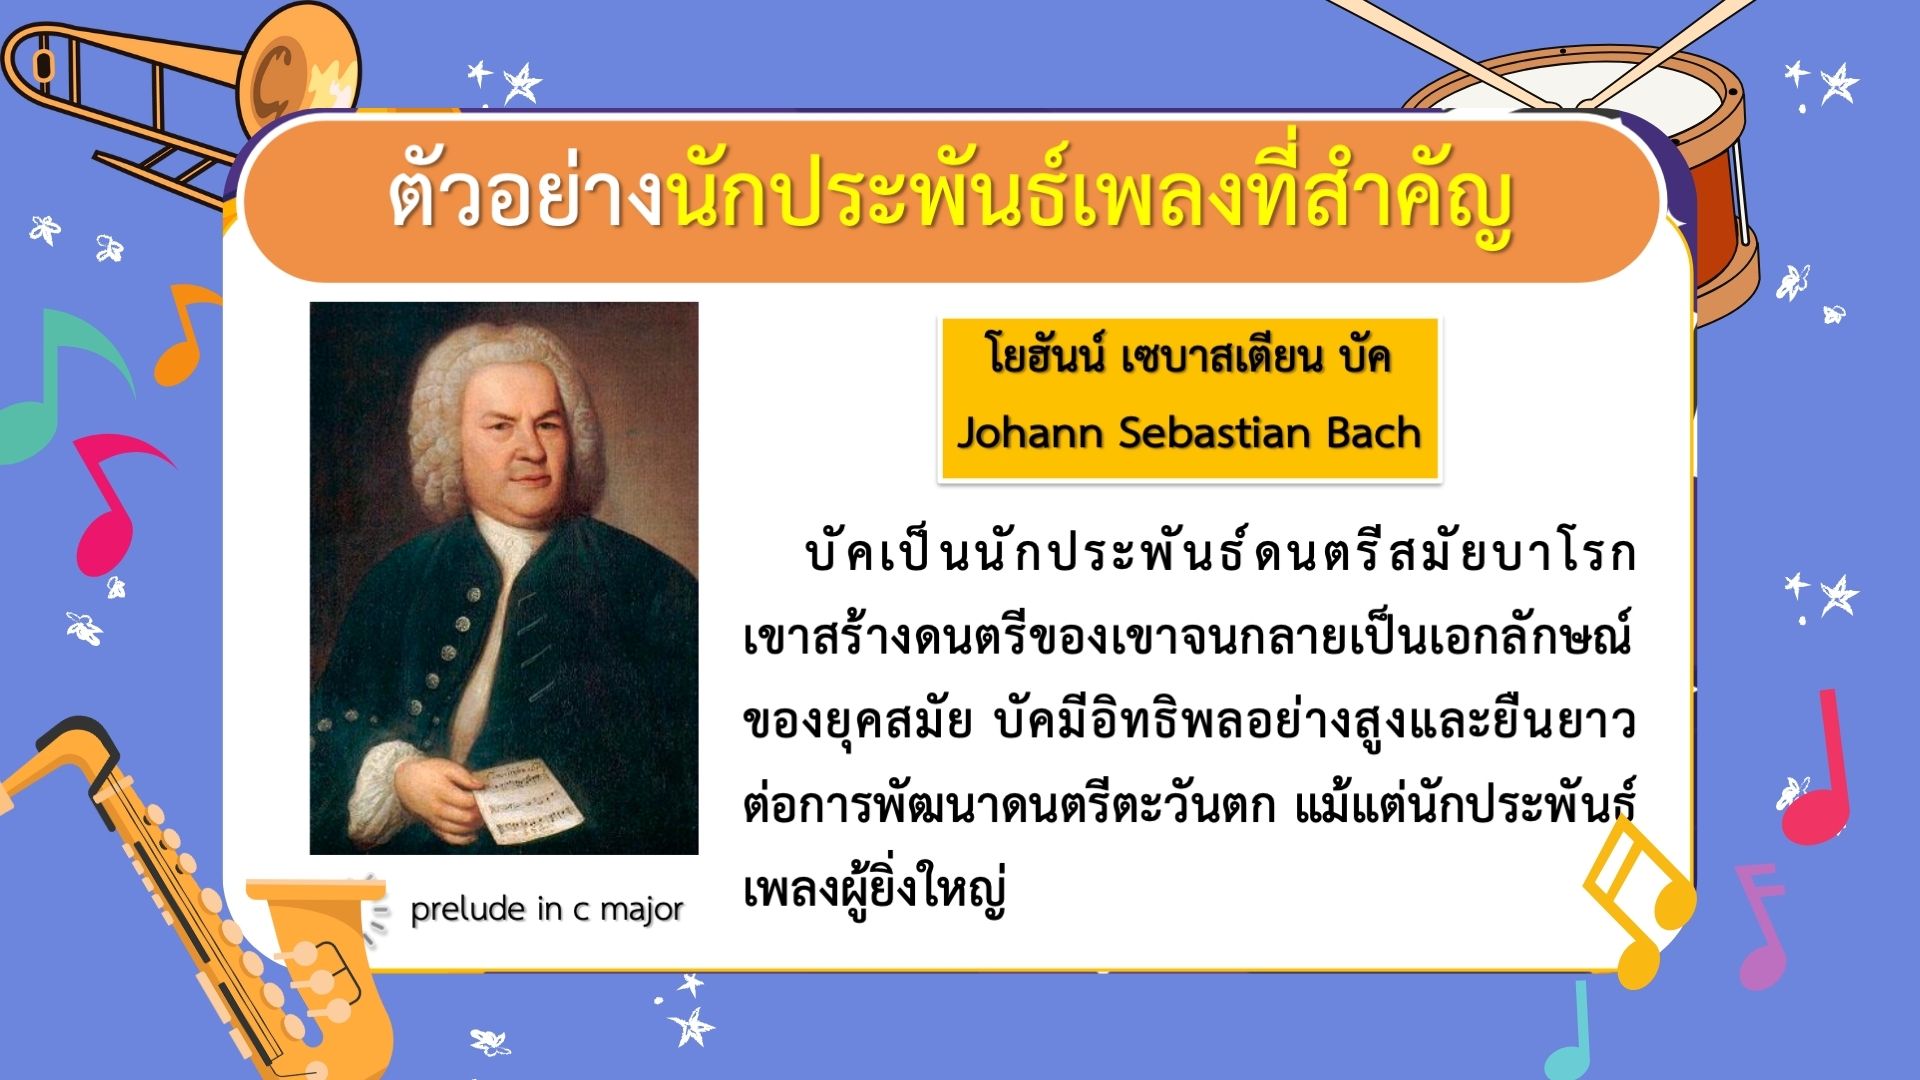 ตัวอย่างนักประพันธ์เพลงที่สำคัญ
โยฮันน์ เซบาสเตียน บัค
Johann Sebastian Bach
บัคเป็นนักประพันธ์ดนตรีสมัยบาโรก
เขาสร้างดนตรีของเขาจนกลายเป็นเอกลักษณ์
ของยุคสมัย บัคมีอิทธิพลอย่างสูงและยืนยาว
ต่อการพัฒนาดนตรีตะวันตก แม้แต่นักประพันธ์
เพลงผู้ยิ่งใหญ่
prelude in c major